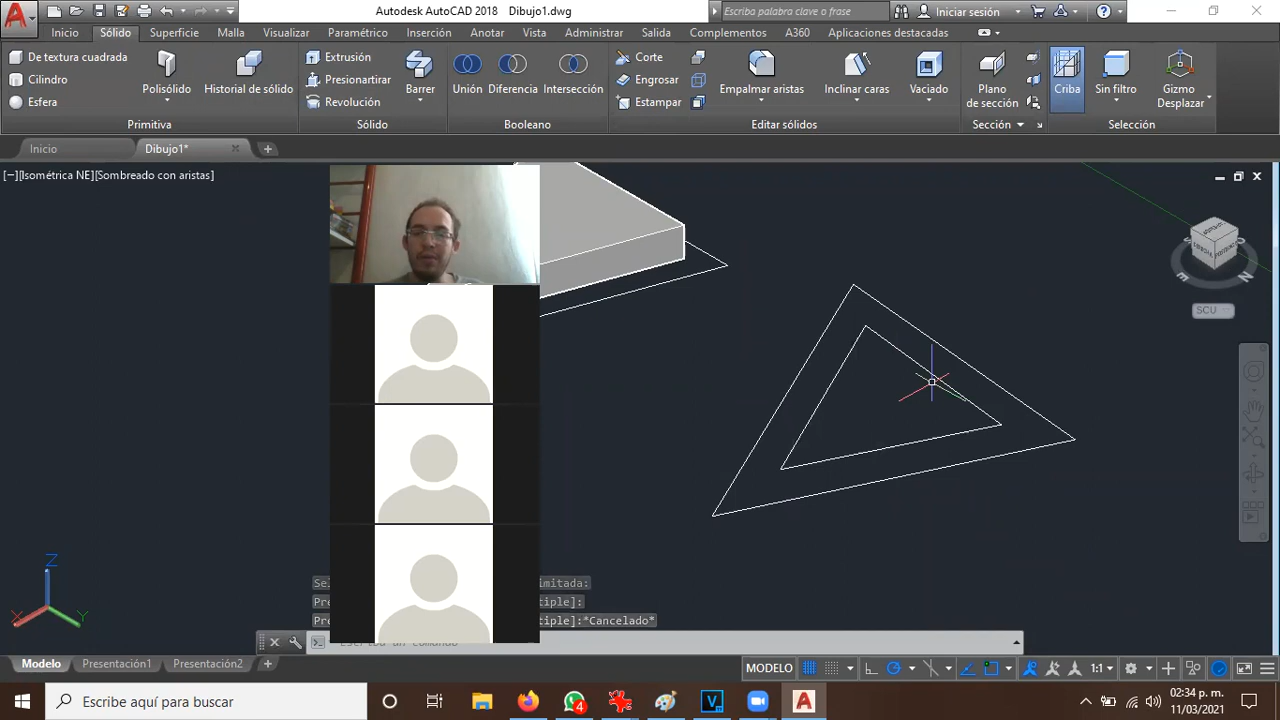 Autodesk AutoCAD 2018 Dibujo1.dwg
Escriba palabra clave o frase
Iniciar sesión
Inicio Sólido Superficie Malla Visualizar Paramétrico Inserción Anotar Vista Administrar Salida Complementos A360 Aplicaciones destacadas
De textura cuadrada
Cilindro
Esfera
Polisólido
Historial de sólido
Primitiva
Extrusión
Presionartirar
Revolución
Barrer
Sólido
Unión Diferencia Intersección
Booleano
Corte
Engrosar
Estampar
Empalmar aristas
Inclinar caras
Vaciado
Editar sólidos
Plano
de sección
Sección
Criba
Sin filtro
Gizmo
Desplazar
Selección
Inicio
Dibujo1*
[−][Isométrica NE][Sombreado con aristas]
E
N
SCU
Z
X
Y
imitada:
Pre
tiple]:
Pre
tiple]:*Cancelado*
Escriba un comando
Modelo Presentación1 Presentación2
MODELO
1:1
Escribe aquí para buscar
4
02:34 p. m.
11/03/2021